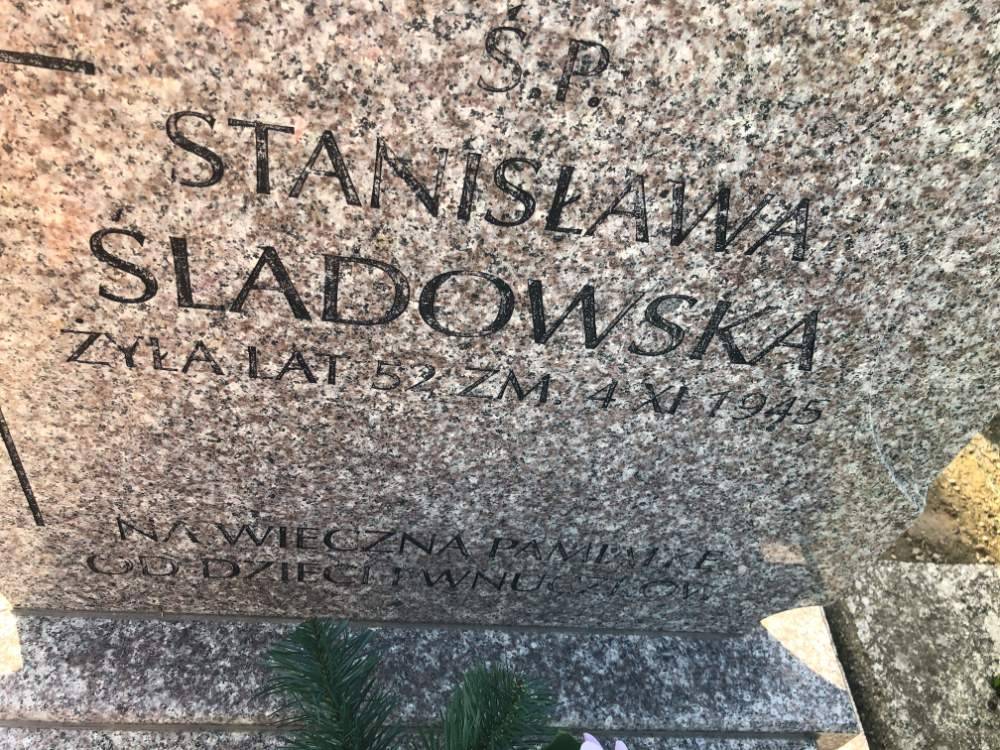 Ś.P.
STANISŁAWA
ŚLADOWSKA
ŻYŁA LAT 52, ZM. 4 XI 1945
NA WIECZNĄ PAMIĄTKĘ
OD DZIECI I WNUCZKÓW